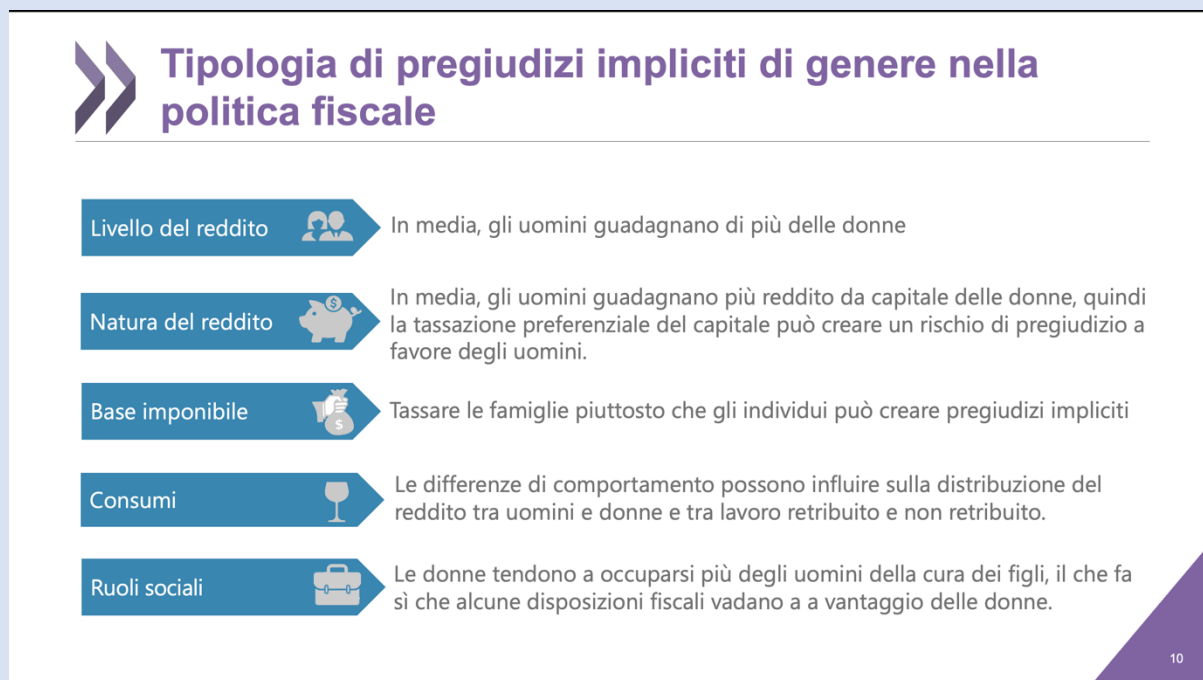 Tipologia di pregiudizi impliciti di genere nella
politica fiscale
Livello del reddito
In media, gli uomini guadagnano di più delle donne
Natura del reddito
In media, gli uomini guadagnano più reddito da capitale delle donne, quindi
la tassazione preferenziale del capitale può creare un rischio di pregiudizio a
favore degli uomini.
Base imponibile
Tassare le famiglie piuttosto che gli individui può creare pregiudizi impliciti
Consumi
Le differenze di comportamento possono influire sulla distribuzione del
reddito tra uomini e donne e tra lavoro retribuito e non retribuito.
Ruoli sociali
Le donne tendono a occuparsi più degli uomini della cura dei figli, il che fa
sì che alcune disposizioni fiscali vadano a a vantaggio delle donne.
10